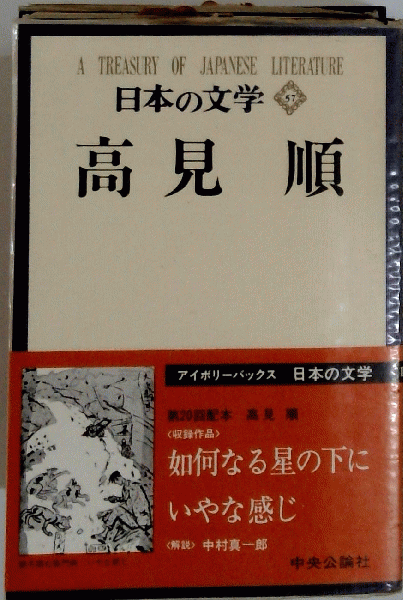 A TREASURY OF JAPANESE LITERATURE
日本の文学 57
高見 順
アイボリーバックス 日本の文学
第20回配本 高見 順
〈収録作品〉
如何なる星の下に
いやな感じ
〈解説〉 中村真一郎
中央公論社